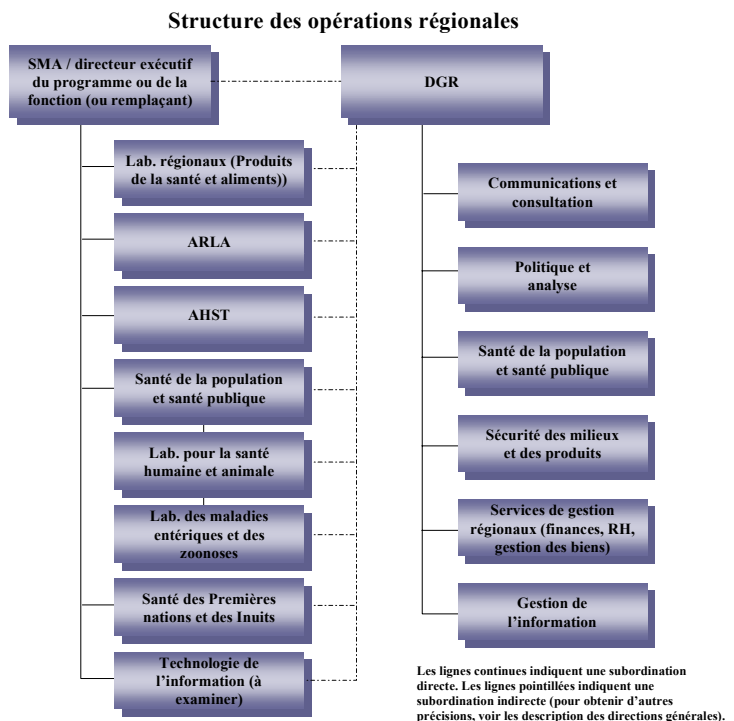 Structure des opérations régionales
SMA / directeur exécutif
du programme ou de la
fonction (ou remplaçant)
DGR
Lab. régionaux (Produits
de la santé et aliments))
ARLA
AHST
Santé de la population
et santé publique
Lab. pour la santé
humaine et animale
Lab. des maladies
entériques et des
zoonoses
Santé des Premières
nations et des Inuits
Technologie de
l'information (à
examiner)
Communications et
consultation
Politique et
analyse
Santé de la population
et santé publique
Sécurité des milieux
et des produits
Services de gestion
régionaux (finances, RH,
gestion des biens)
Gestion de
l'information
Les lignes continues indiquent une subordination
directe. Les lignes pointillées indiquent une
subordination indirecte (pour obtenir d'autres
précisions, voir les description des directions générales).